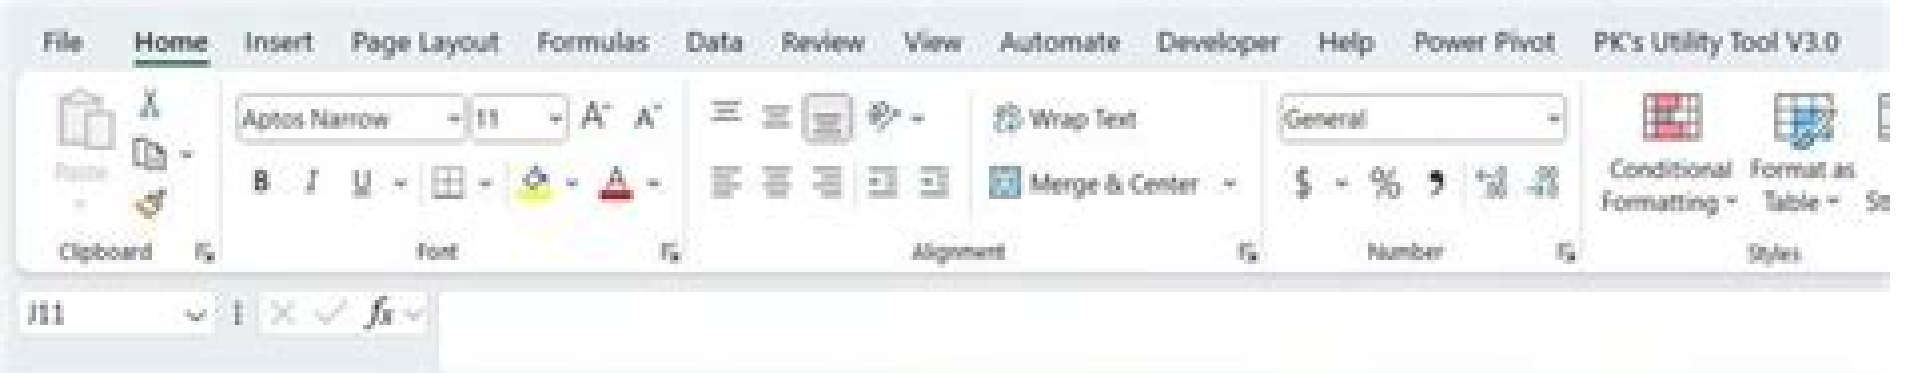 File Home Insert Page Layout Formulas Data Review View Automate Developer Help Power Pivot PK's Utility Tool V3.0
Aptos Narrow 11 A^ Aˇ Wrap Text General
Paste B I U A Merge & Center $ % , Conditional Format as
Formatting Table
Clipboard Font Alignment Number Styles
J11 fx